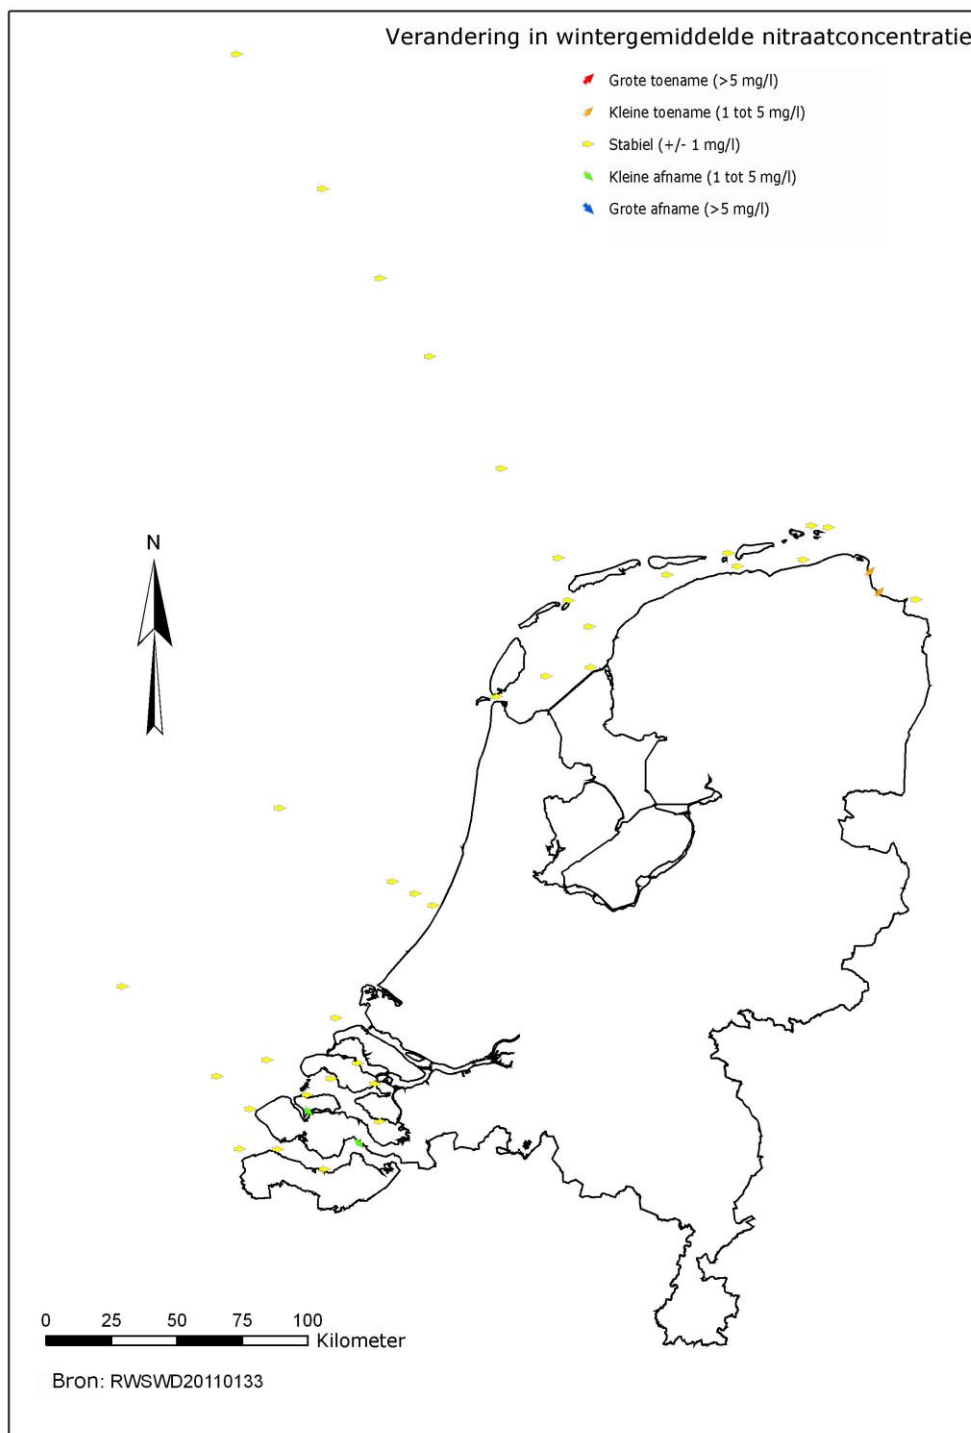 Verandering in wintergemiddelde nitraatconcentratie
Grote toename (>5 mg/l)
Kleine toename (1 tot 5 mg/l)
Stabiel (+/- 1 mg/l)
Kleine afname (1 tot 5 mg/l)
Grote afname (>5 mg/l)
N
0 25 50 75 100
Kilometer
Bron: RWSWD20110133